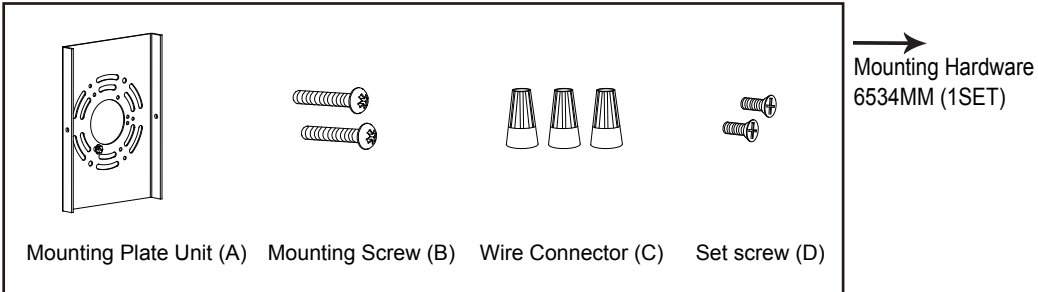 Mounting Hardware
6534MM (1SET)
Mounting Plate Unit (A)
Mounting Screw (B)
Wire Connector (C)
Set screw (D)